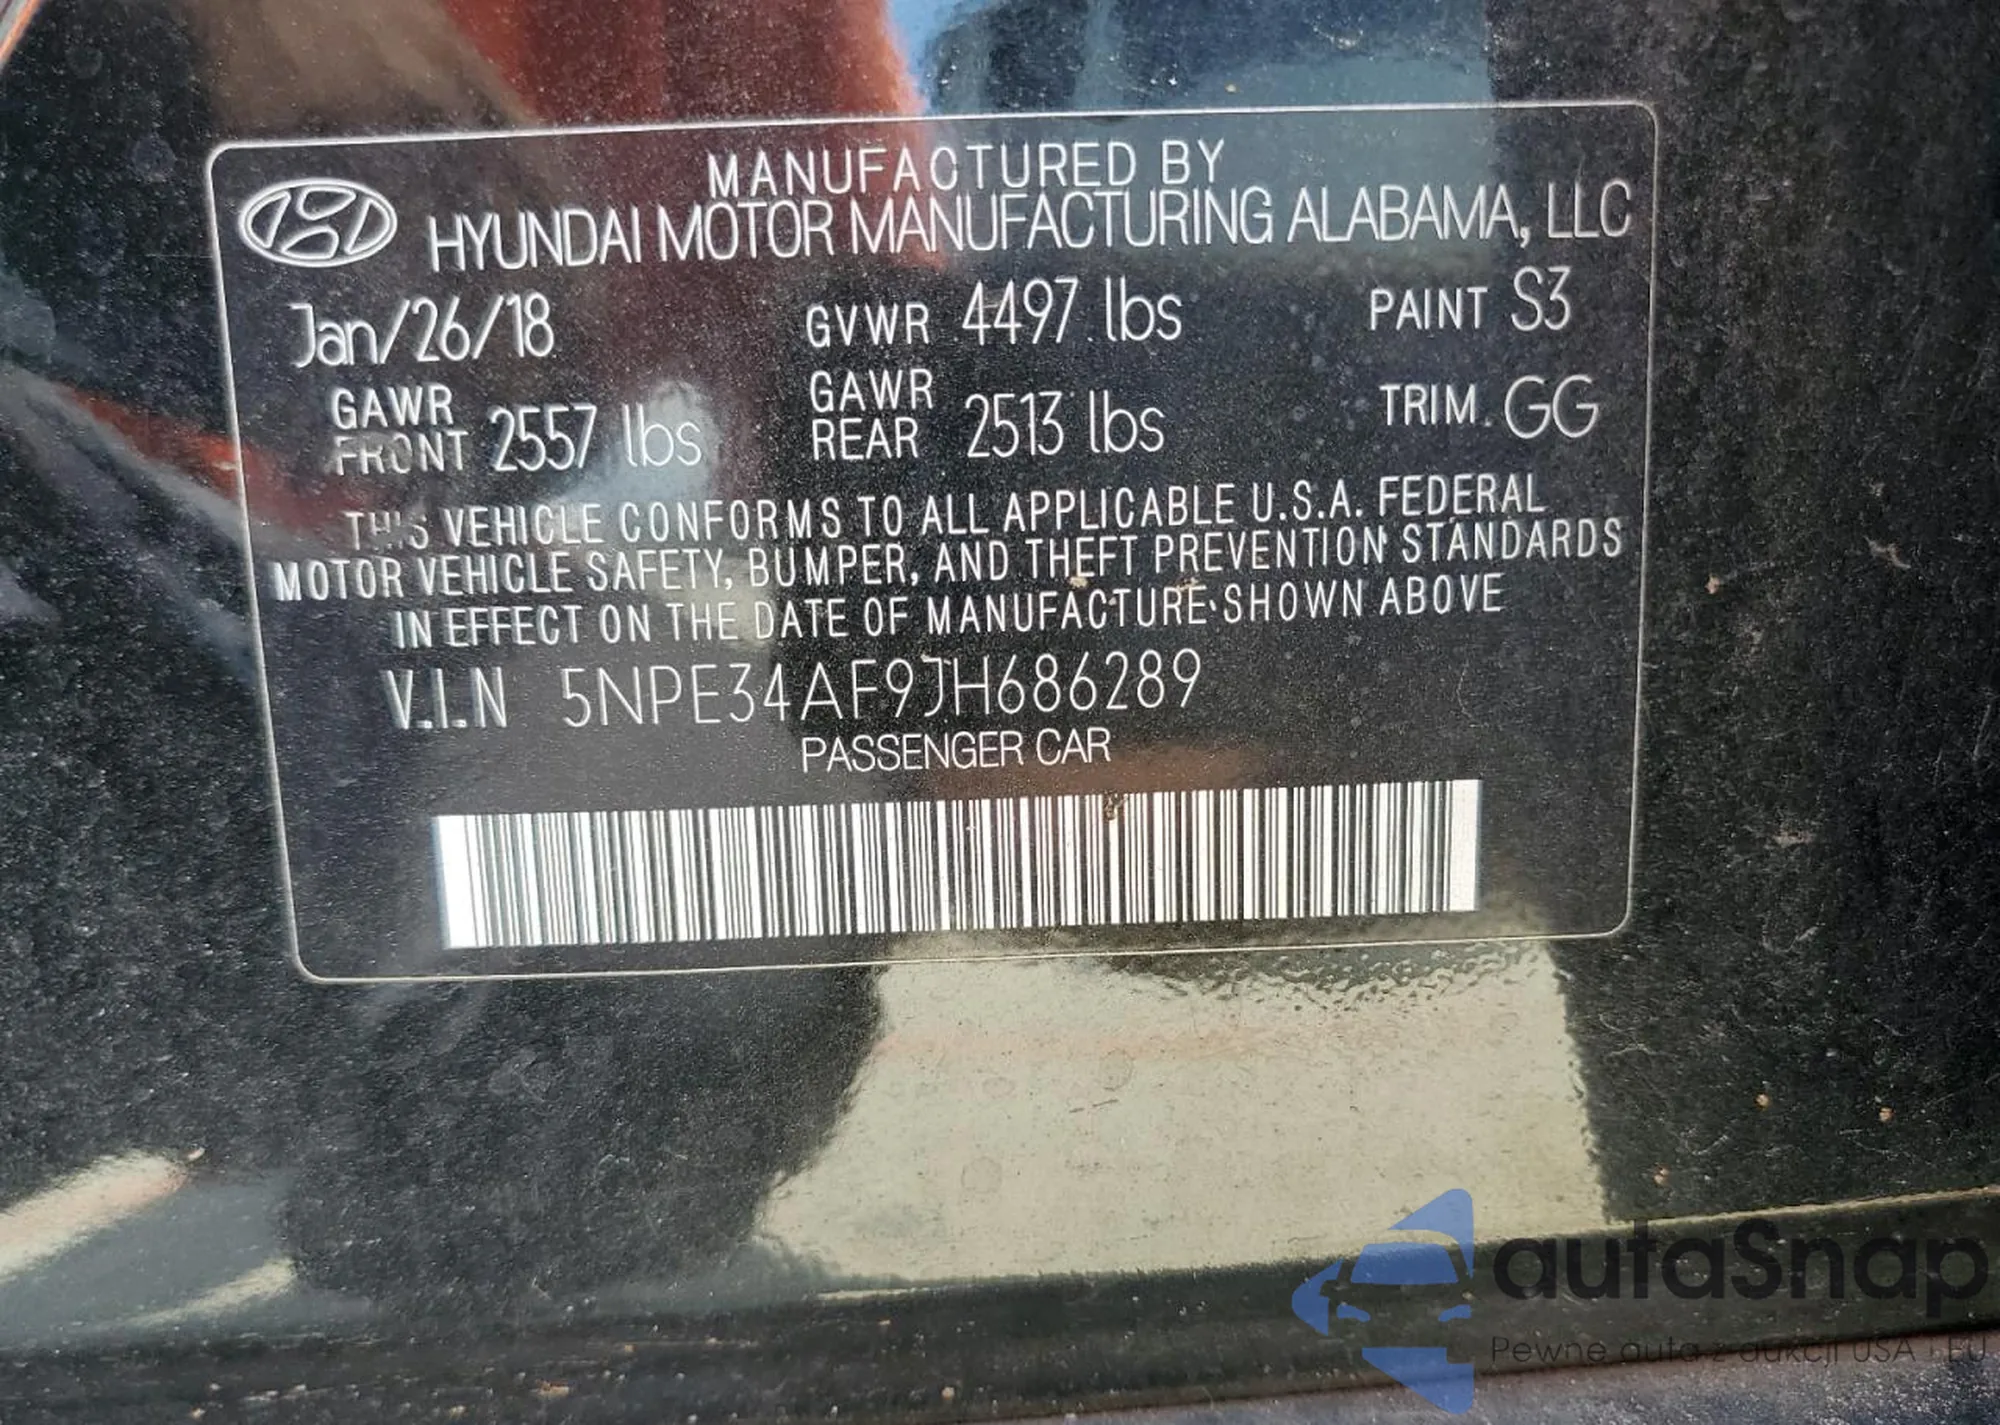 MANUFACTURED BY
HYUNDAI MOTOR MANUFACTURING ALABAMA, LLC
Jan/26/18 GVWR 4497 lbs PAINT S3
GAWR FRONT 2557 lbs GAWR REAR 2513 lbs TRIM. GG
THIS VEHICLE CONFORMS TO ALL APPLICABLE U.S.A. FEDERAL
MOTOR VEHICLE SAFETY, BUMPER, AND THEFT PREVENTION STANDARDS
IN EFFECT ON THE DATE OF MANUFACTURE SHOWN ABOVE
V.I.N 5NPE34AF9JH686289
PASSENGER CAR
autaSnap
Pewne auta z aukcji USA i EU